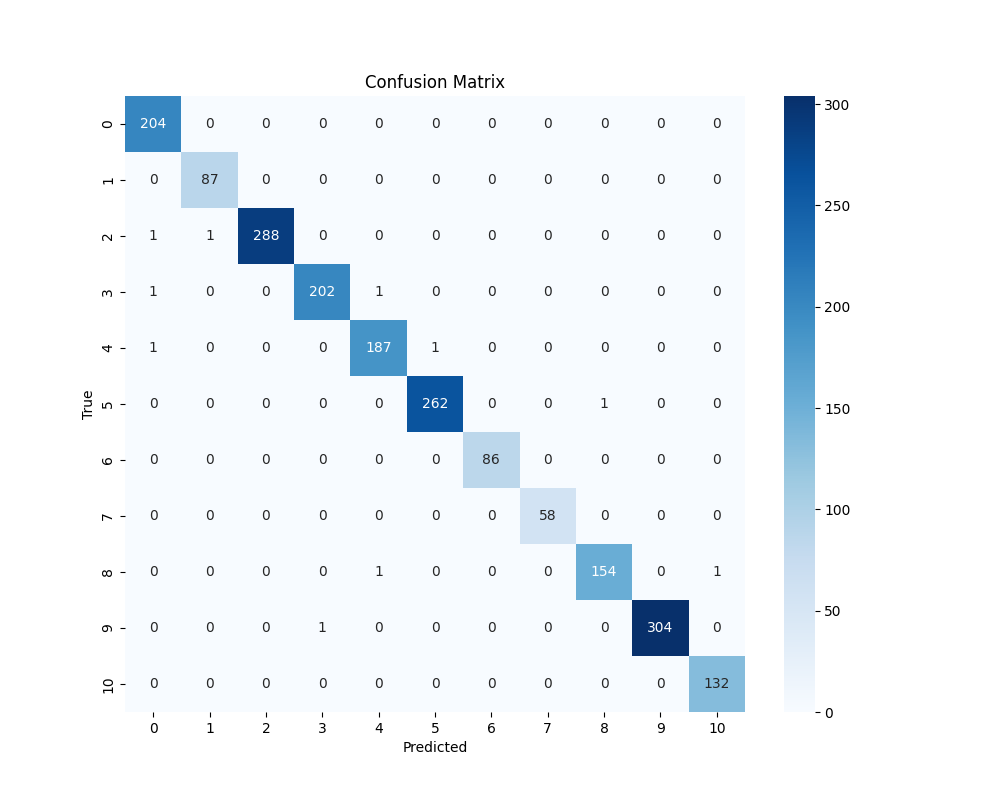 Confusion Matrix
0 204 0 0 0 0 0 0 0 0 0 0
1 0 87 0 0 0 0 0 0 0 0 0
2 1 1 288 0 0 0 0 0 0 0 0
3 1 0 0 202 1 0 0 0 0 0 0
4 1 0 0 0 187 1 0 0 0 0 0
5 0 0 0 0 0 262 0 0 1 0 0
6 0 0 0 0 0 0 86 0 0 0 0
7 0 0 0 0 0 0 0 58 0 0 0
8 0 0 0 0 1 0 0 0 154 0 1
9 0 0 0 1 0 0 0 0 0 304 0
10 0 0 0 0 0 0 0 0 0 0 132
0 1 2 3 4 5 6 7 8 9 10
Predicted
True
300
250
200
150
100
50
0